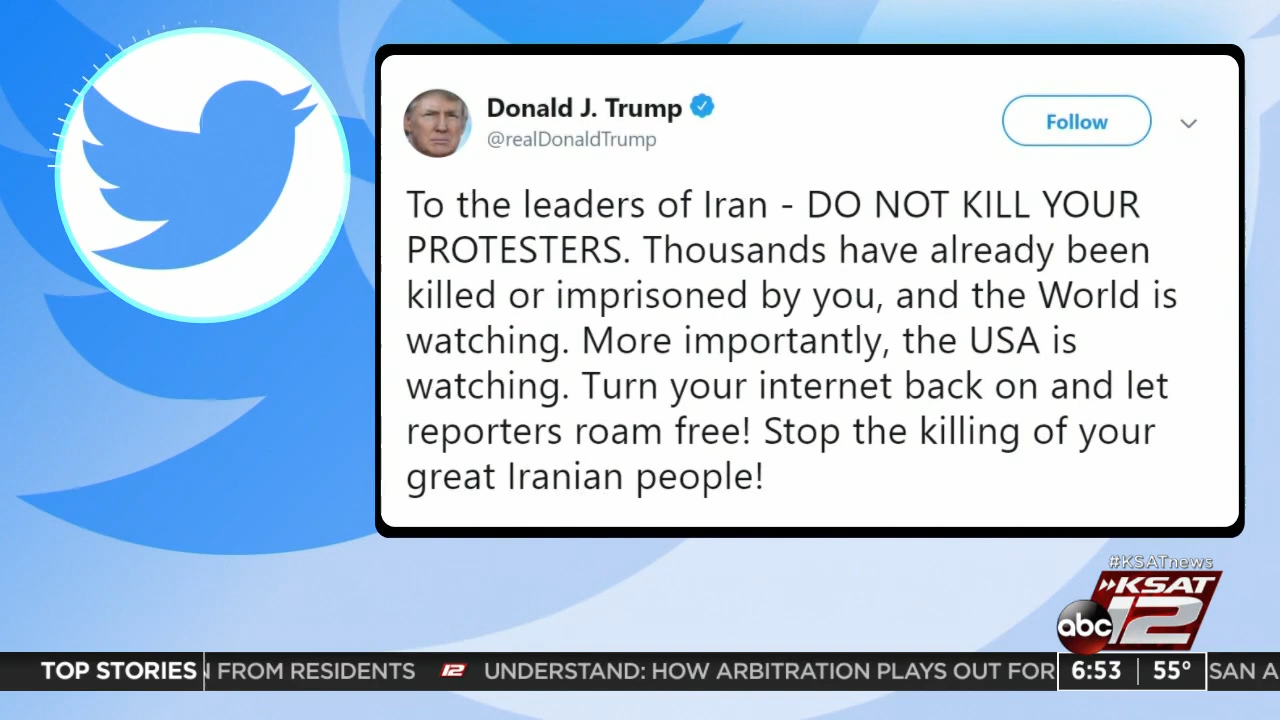 Donald J. Trump
@realDonaldTrump
Follow
To the leaders of Iran - DO NOT KILL YOUR
PROTESTERS. Thousands have already been
killed or imprisoned by you, and the World is
watching. More importantly, the USA is
watching. Turn your internet back on and let
reporters roam free! Stop the killing of your
great Iranian people!
#KSATnews
KSAT
abc 12
TOP STORIES FROM RESIDENTS 12 UNDERSTAND: HOW ARBITRATION PLAYS OUT FOR 6:53 55° SAN A